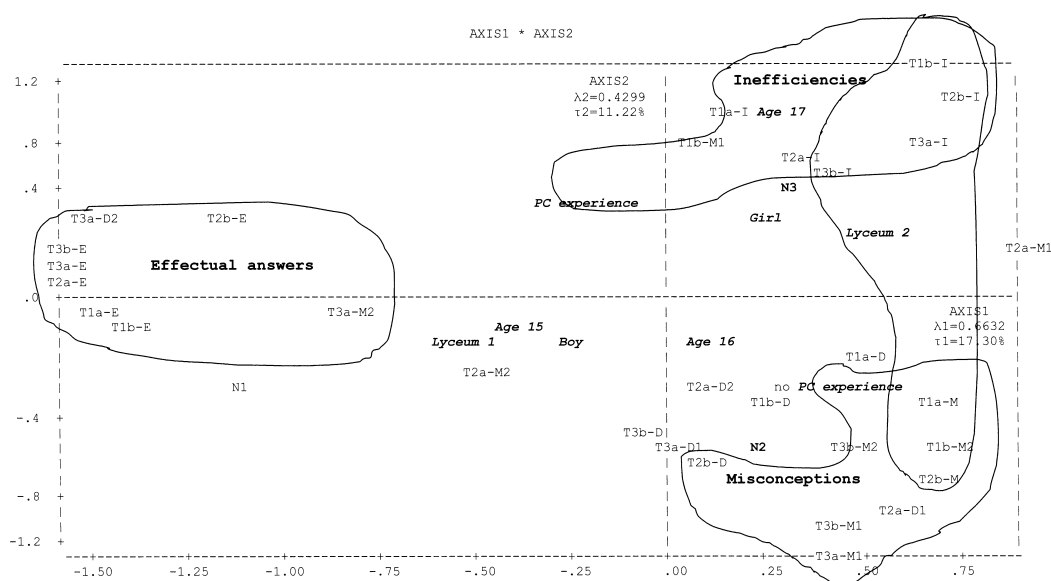 AXIS1 * AXIS2
T1b-I
1.2 + AXIS2 Inefficiencies
λ2=0.4299 T2b-I
τ2=11.22% T1a-I Age 17
.8 + T1b-M1 T3a-I
T2a-I
T3b-I
.4 + N3
PC experience
T3a-D2 T2b-E Girl
Lyceum 2
T3b-E T2a-M1
T3a-E Effectual answers
T2a-E
.0
T1a-E T3a-M2 AXIS1
T1b-E Age 15 λ1=0.6632
Lyceum 1 Boy Age 16 τ1=17.30%
T1a-D
T2a-M2
N1 T2a-D2 no PC experience
T1b-D T1a-M
-.4 +
T3b-D
T3a-D1 N2 T3b-M2 T1b-M2
T2b-D
Misconceptions T2b-M
-.8 +
T2a-D1
T3b-M1
-1.2 +
T3a-M1
-1.50 -1.25 -1.00 -.75 -.50 -.25 .00 .25 .50 .75